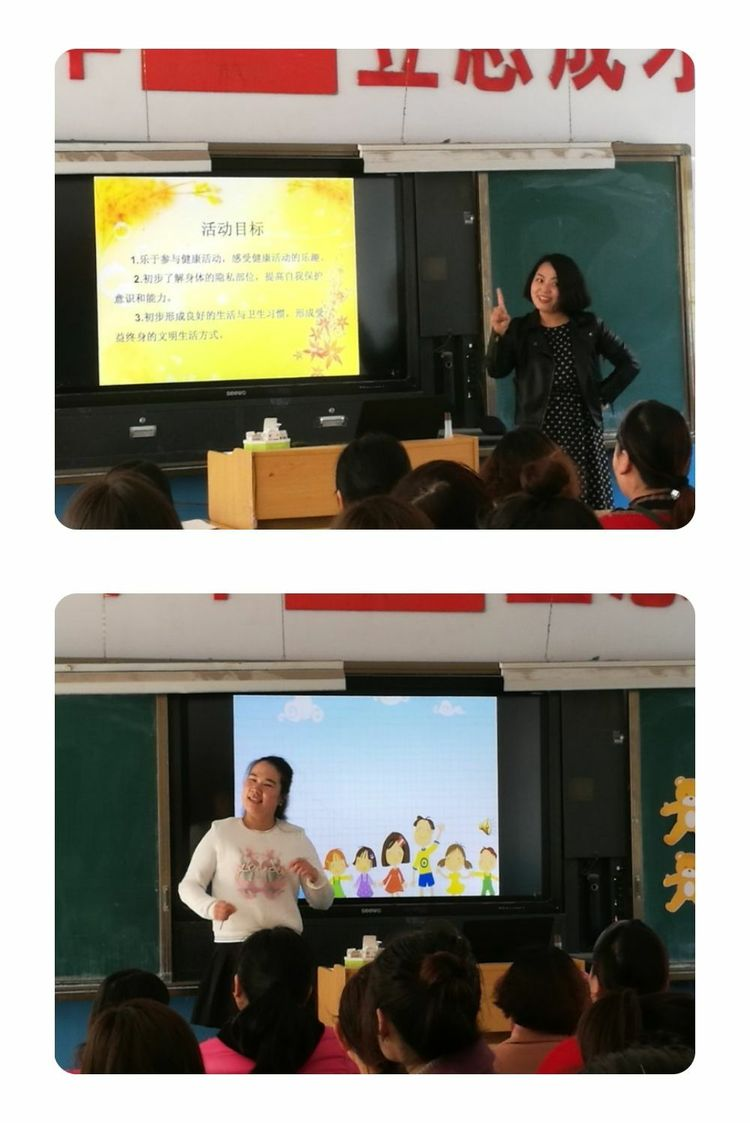 立志成才
活动目标
1.乐于参与健康活动，感受健康活动的乐趣。
2.初步了解身体的隐私部位，提高自我保护
意识和能力。
3.初步形成良好的生活与卫生习惯，形成受
益终身的文明生活方式。
seewo
seewo